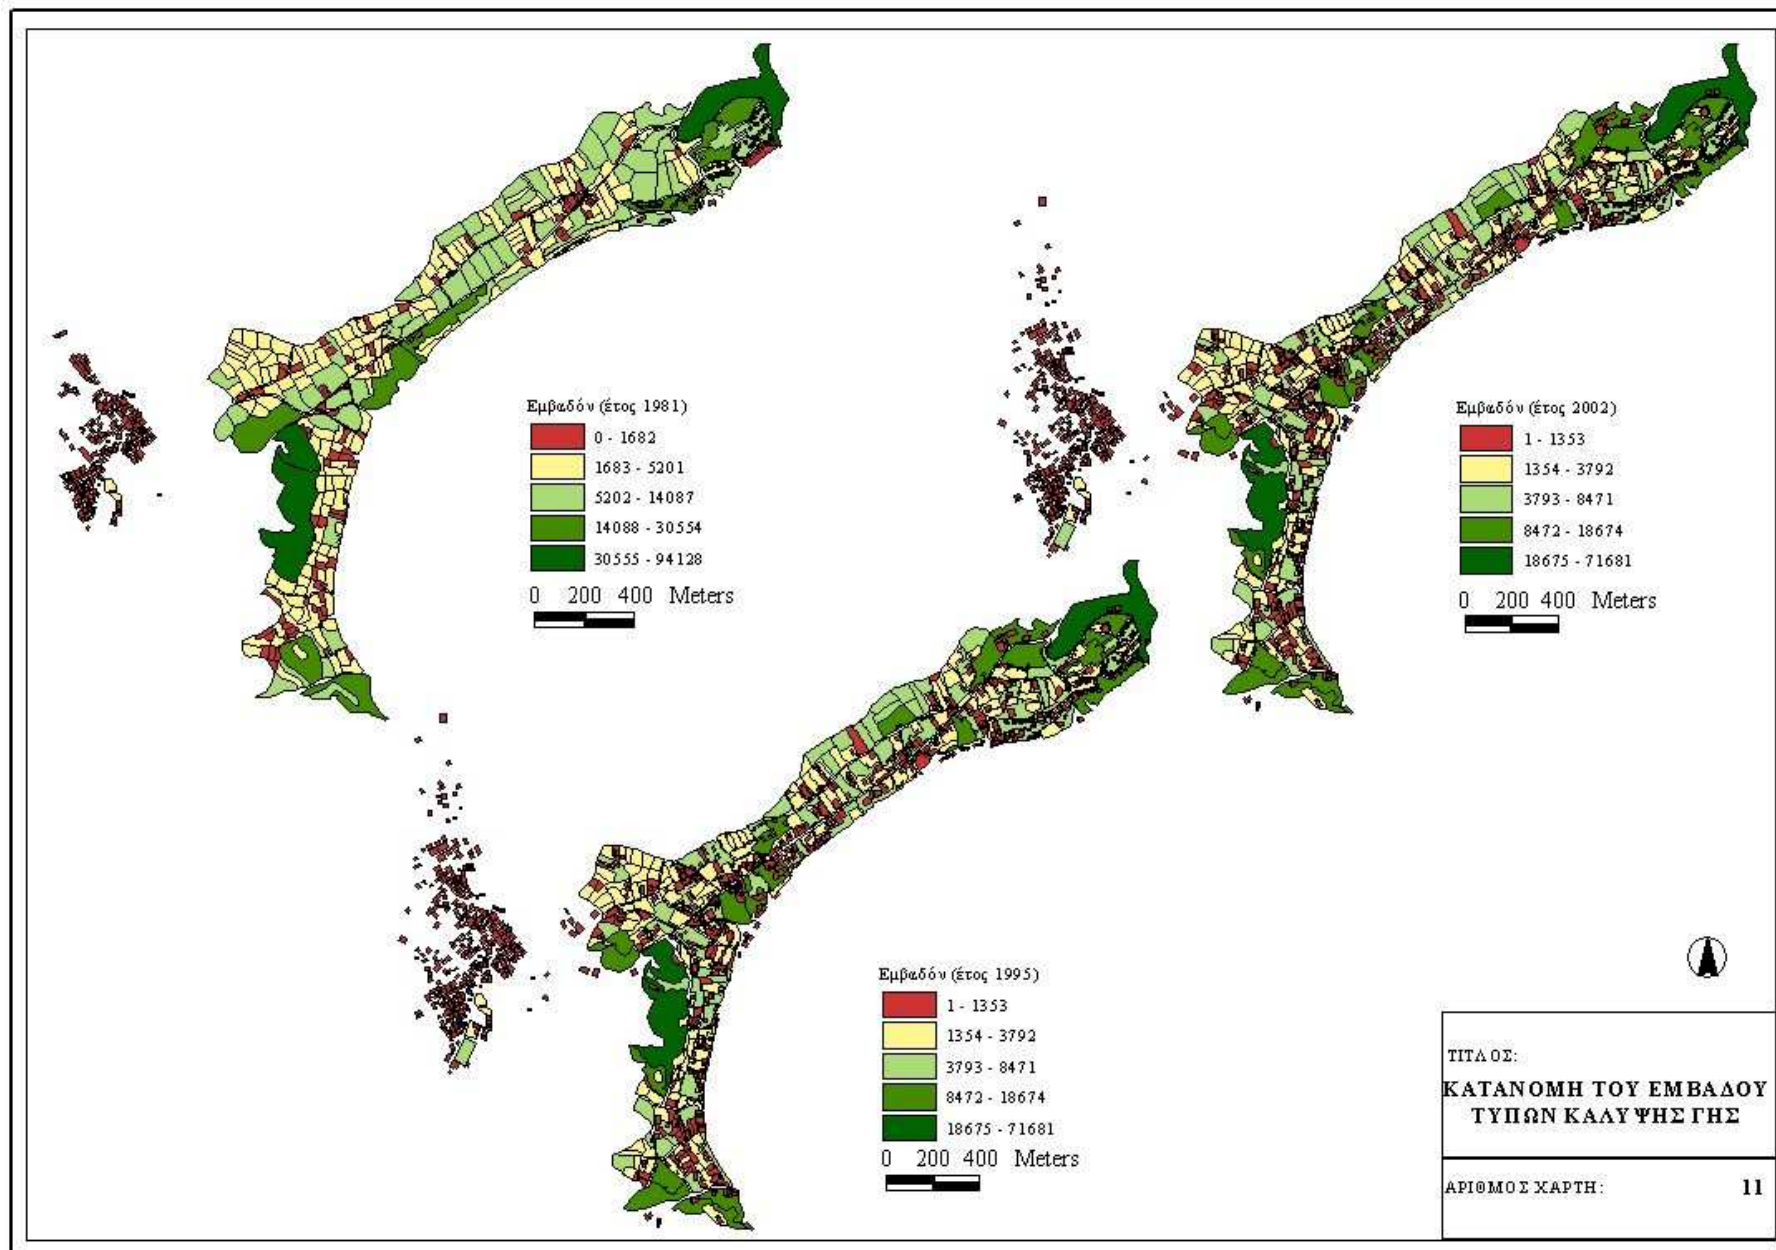 Εμβαδόν (έτος 1981)
0 - 1682
1683 - 5201
5202 - 14087
14088 - 30554
30555 - 94128
0 200 400 Meters
Εμβαδόν (έτος 2002)
1 - 1353
1354 - 3792
3793 - 8471
8472 - 18674
18675 - 71681
0 200 400 Meters
Εμβαδόν (έτος 1995)
1 - 1353
1354 - 3792
3793 - 8471
8472 - 18674
18675 - 71681
0 200 400 Meters
ΤΙΤΛΟΣ:
ΚΑΤΑΝΟΜΗ ΤΟΥ ΕΜΒΑΔΟΥ
ΤΥΠΩΝ ΚΑΛΥΨΗΣ ΓΗΣ
ΑΡΙΘΜΟΣ ΧΑΡΤΗ: 11